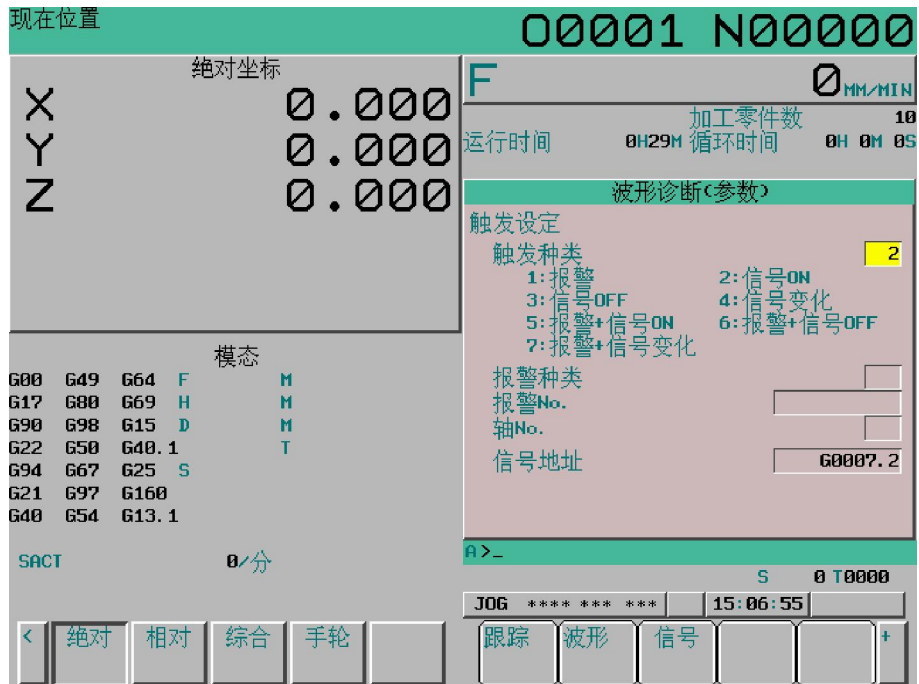 现在位置
O0001 N00000
绝对坐标
X 0.000
Y 0.000
Z 0.000
F 0 MM/MIN
加工零件数 10
运行时间 0H29M 循环时间 0H 0M 0S
波形诊断(参数)
触发设定
触发种类 2
1:报警 2:信号ON
3:信号OFF 4:信号变化
5:报警+信号ON 6:报警+信号OFF
7:报警+信号变化
报警种类
报警No.
轴No.
信号地址 G0007.2
模态
G00 G49 G64 F M
G17 G80 G69 H M
G90 G98 G15 D M
G22 G50 G40.1 T
G94 G67 G25 S
G21 G97 G160
G40 G54 G13.1
SACT 0/分
A>_
S 0 T0000
JOG **** *** *** 15:06:55
< 绝对 相对 综合 手轮 跟踪 波形 信号 +